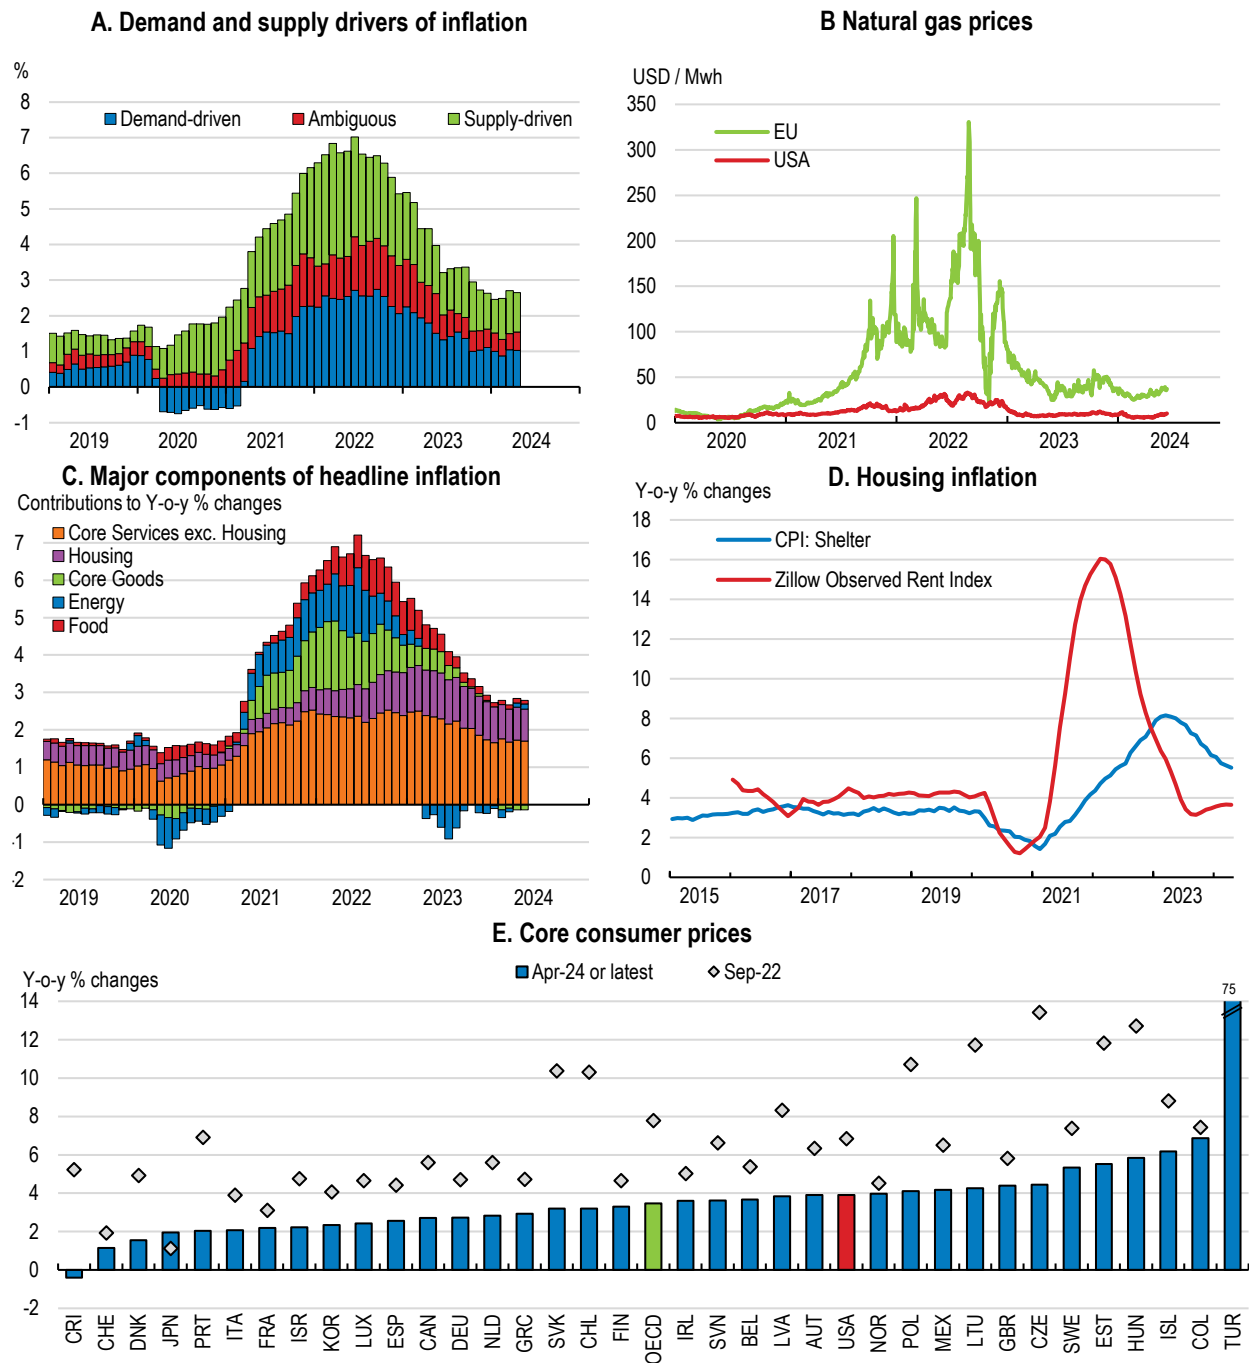 A. Demand and supply drivers of inflation
%
Demand-driven
Ambiguous
Supply-driven
8
7
6
5
4
3
2
1
0
-1
2019
2020
2021
2022
2023
2024
B Natural gas prices
USD / Mwh
EU
USA
350
300
250
200
150
100
50
0
2020
2021
2022
2023
2024
C. Major components of headline inflation
Contributions to Y-o-y % changes
Core Services exc. Housing
Housing
Core Goods
Energy
Food
7
6
5
4
3
2
1
0
-1
-2
2019
2020
2021
2022
2023
2024
D. Housing inflation
Y-o-y % changes
CPI: Shelter
Zillow Observed Rent Index
18
16
14
12
10
8
6
4
2
0
2015
2017
2019
2021
2023
E. Core consumer prices
Y-o-y % changes
Apr-24 or latest
Sep-22
75
14
12
10
8
6
4
2
0
-2
CRI
CHE
DNK
JPN
PRT
ITA
FRA
ISR
KOR
LUX
ESP
CAN
DEU
NLD
GRC
SVK
CHL
FIN
OECD
IRL
SVN
BEL
LVA
AUT
USA
NOR
POL
MEX
LTU
GBR
CZE
SWE
EST
HUN
ISL
COL
TUR